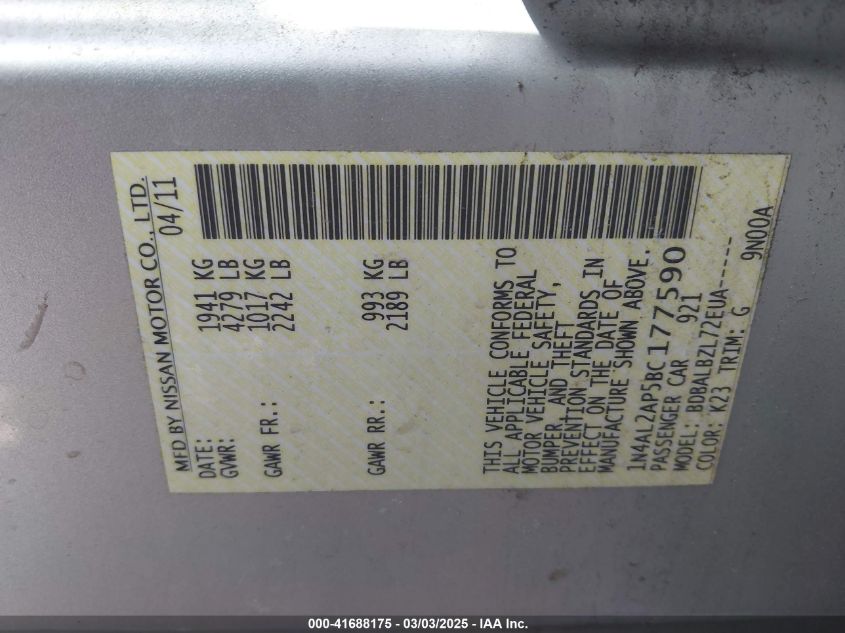 MFD BY NISSAN MOTOR CO., LTD.
DATE: 04/11
GVWR: 1941 KG
4279 LB
GAWR FR.: 1017 KG
2242 LB
GAWR RR.: 993 KG
2189 LB
THIS VEHICLE CONFORMS TO
ALL APPLICABLE FEDERAL
MOTOR VEHICLE SAFETY,
BUMPER, AND THEFT
PREVENTION STANDARDS IN
EFFECT ON THE DATE OF
MANUFACTURE SHOWN ABOVE.
1N4AL2AP5BC177590
PASSENGER CAR 921
MODEL: BDBALBZL72EUA-----
COLOR: K23 TRIM: G 9N00A
000-41688175 — 03/03/2025 — IAA Inc.